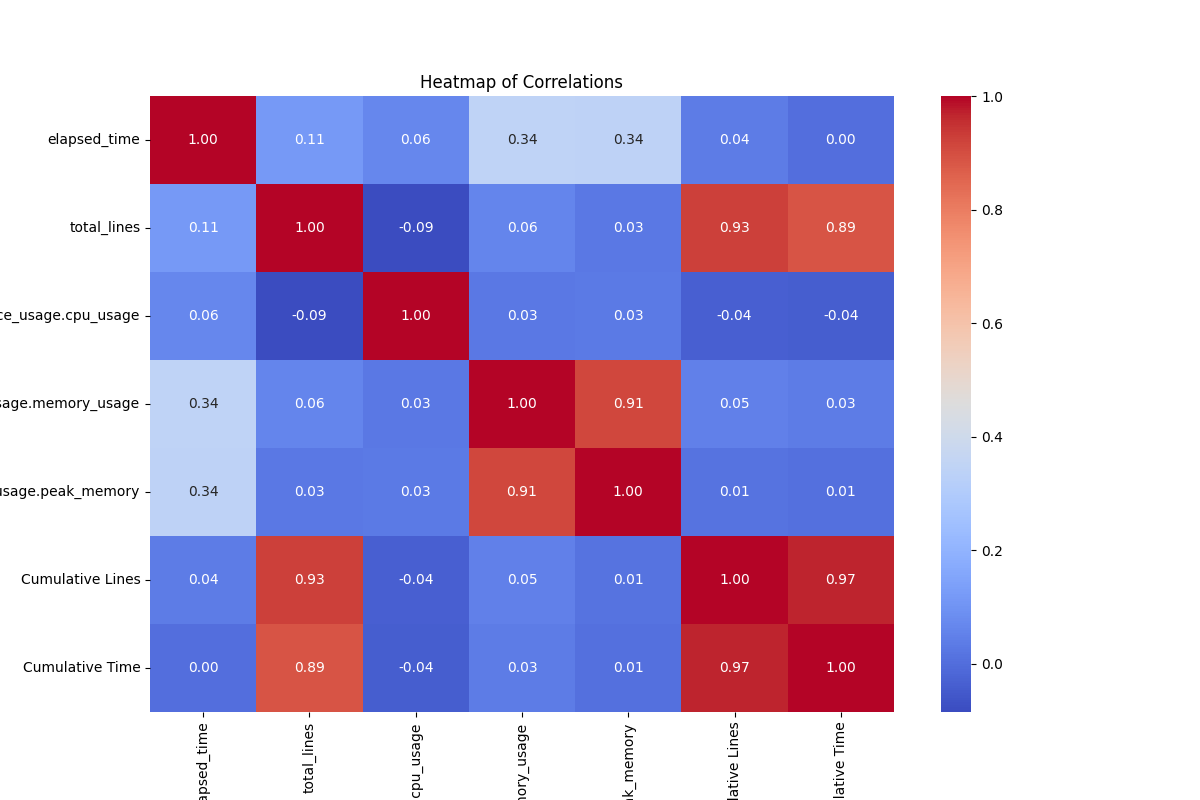 Heatmap of Correlations
elapsed_time 1.00 0.11 0.06 0.34 0.34 0.04 0.00
total_lines 0.11 1.00 -0.09 0.06 0.03 0.93 0.89
ce_usage.cpu_usage 0.06 -0.09 1.00 0.03 0.03 -0.04 -0.04
sage.memory_usage 0.34 0.06 0.03 1.00 0.91 0.05 0.03
usage.peak_memory 0.34 0.03 0.03 0.91 1.00 0.01 0.01
Cumulative Lines 0.04 0.93 -0.04 0.05 0.01 1.00 0.97
Cumulative Time 0.00 0.89 -0.04 0.03 0.01 0.97 1.00
apsed_time
total_lines
cpu_usage
ory_usage
k_memory
lative Lines
lative Time
1.0
0.8
0.6
0.4
0.2
0.0